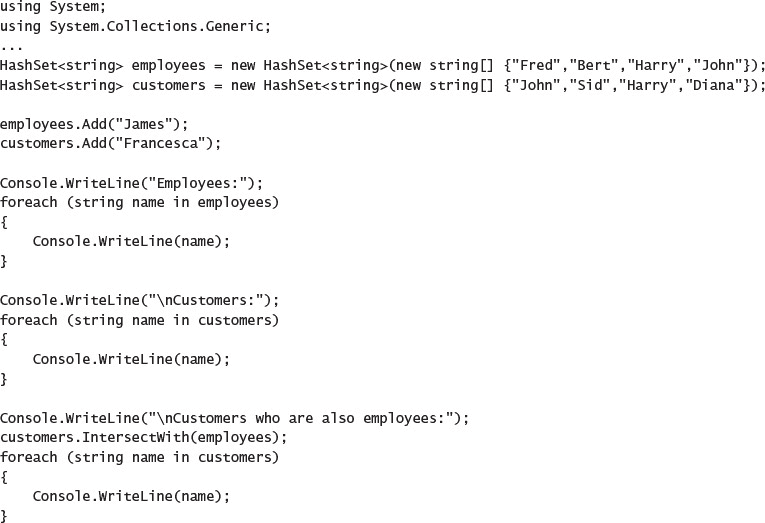 using System;
using System.Collections.Generic;
...
HashSet<string> employees = new HashSet<string>(new string[] {"Fred","Bert","Harry","John"});
HashSet<string> customers = new HashSet<string>(new string[] {"John","Sid","Harry","Diana"});

employees.Add("James");
customers.Add("Francesca");

Console.WriteLine("Employees:");
foreach (string name in employees)
{
    Console.WriteLine(name);
}

Console.WriteLine("\nCustomers:");
foreach (string name in customers)
{
    Console.WriteLine(name);
}

Console.WriteLine("\nCustomers who are also employees:");
customers.IntersectWith(employees);
foreach (string name in customers)
{
    Console.WriteLine(name);
}